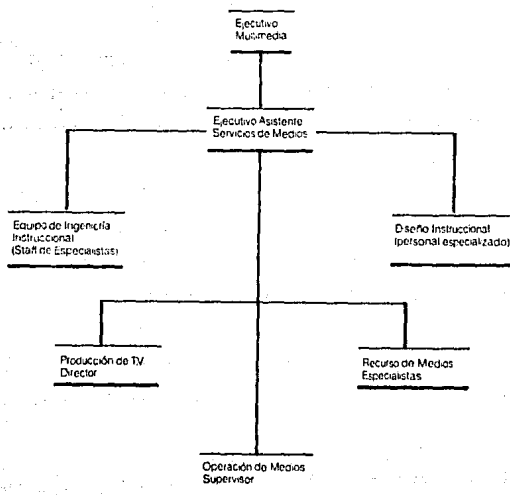 Ejecutivo
Multimedia
Ejecutivo Asistente
Servicios de Medios
Equipo de Ingeniería
Instruccional
(Staff de Especialistas)
Diseño Instruccional
(personal especializado)
Producción de T.V.
Director
Recurso de Medios
Especialistas
Operación de Medios
Supervisor